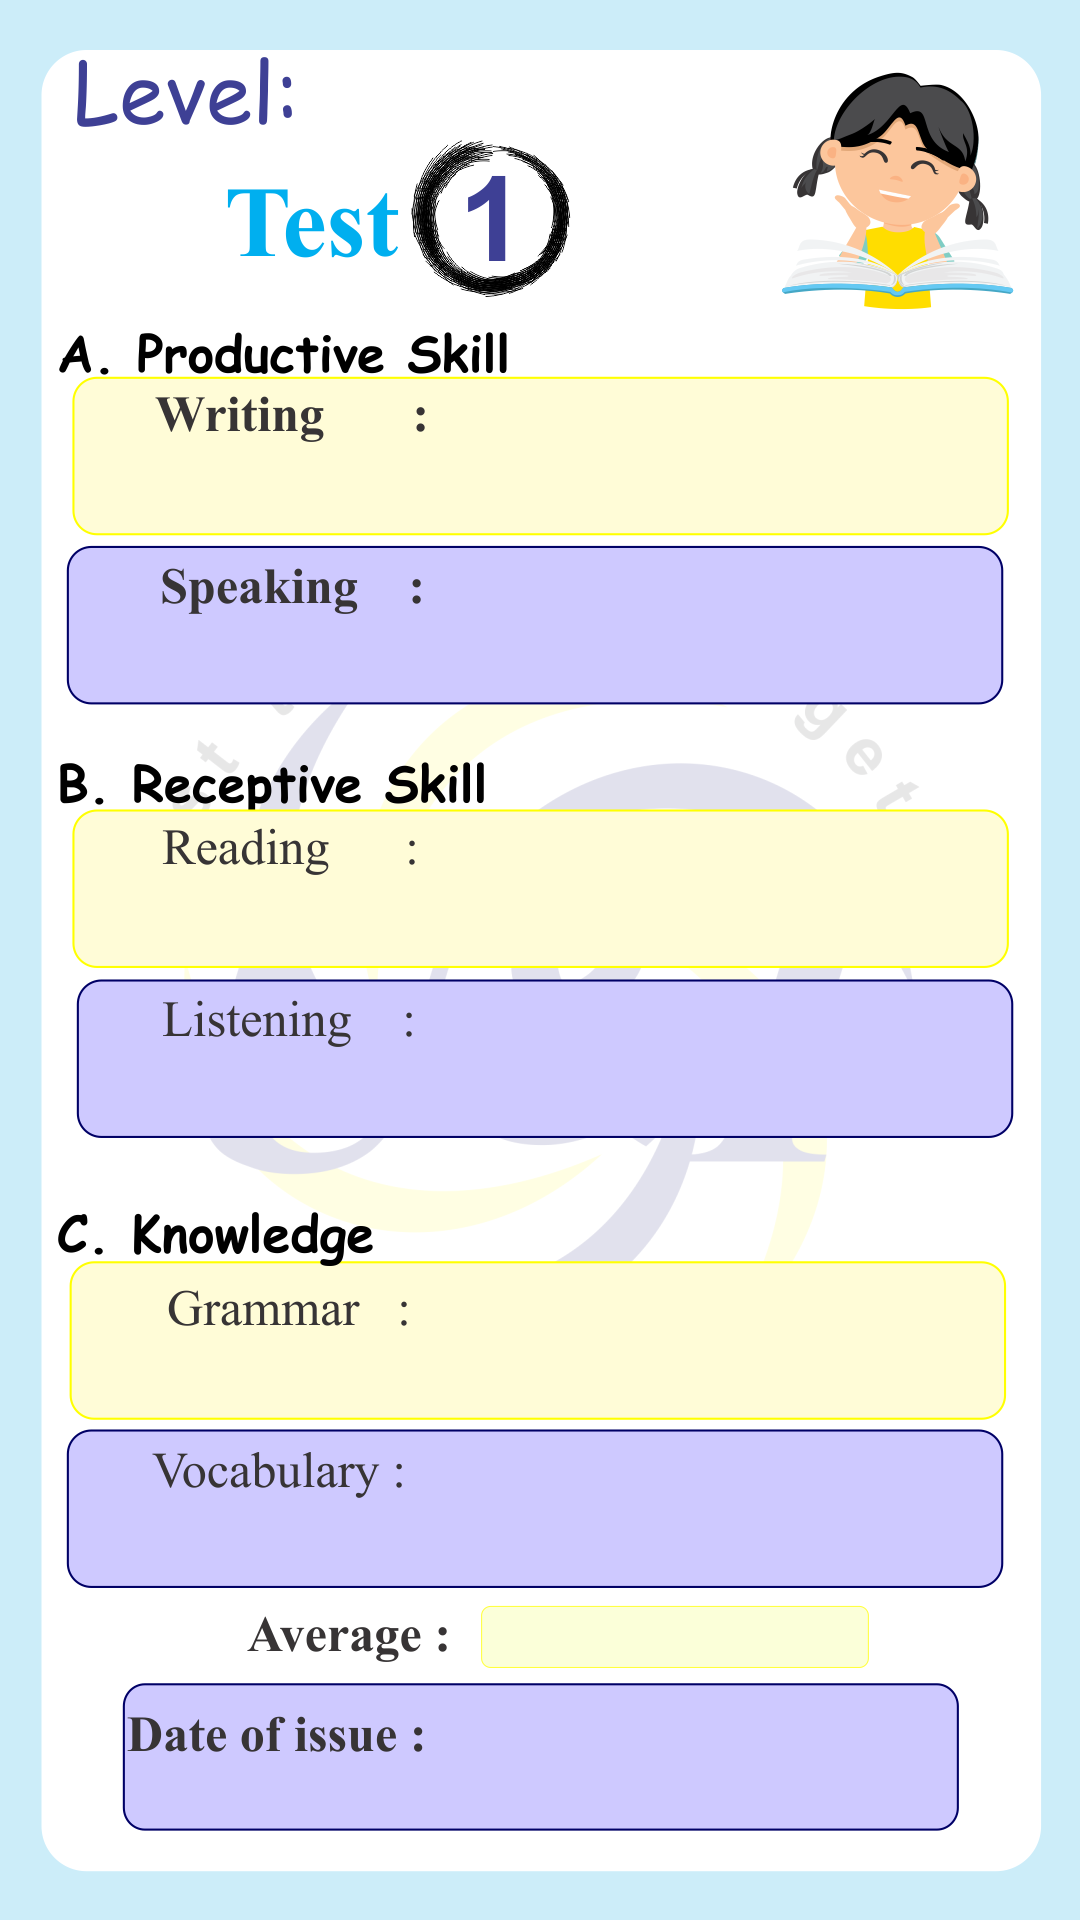 Level:
Test 1
A. Productive Skill
Writing :
Speaking :
B. Receptive Skill
Reading :
Listening :
C. Knowledge
Grammar :
Vocabulary :
Average :
Date of issue :